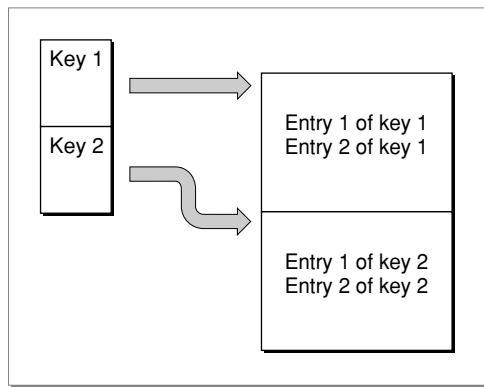 Key 1
Key 2
Entry 1 of key 1
Entry 2 of key 1
Entry 1 of key 2
Entry 2 of key 2